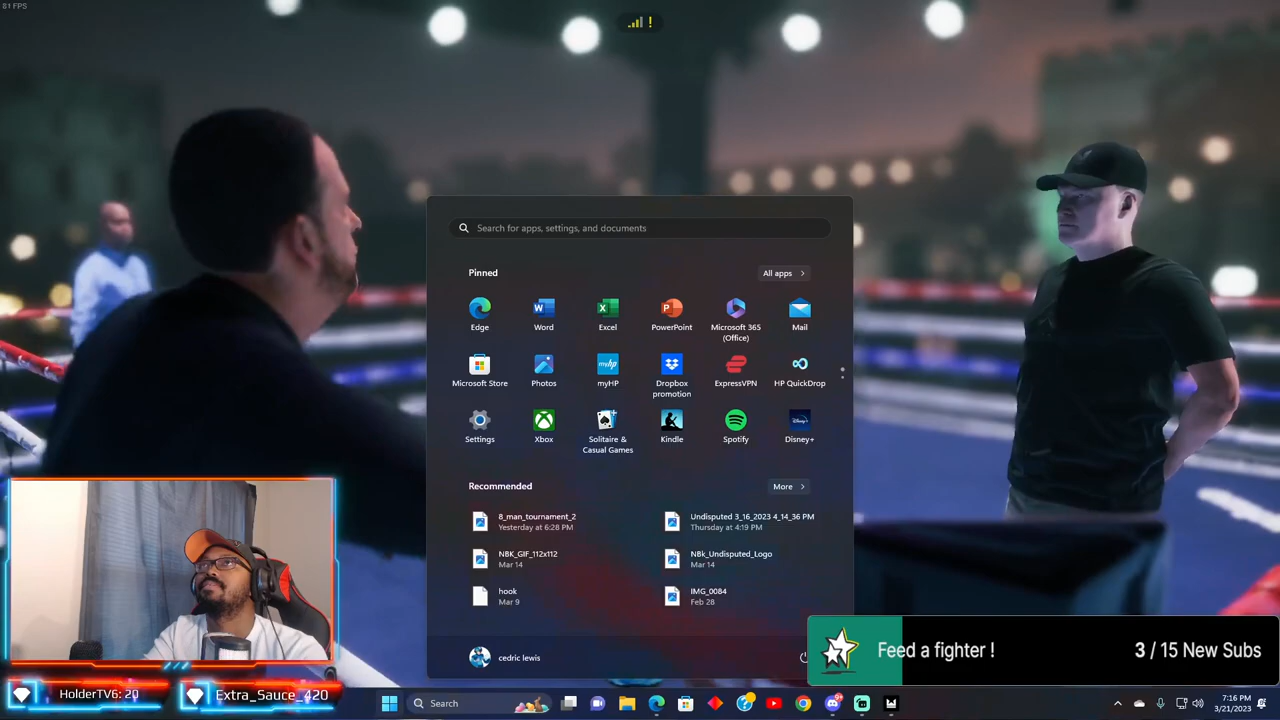 81 FPS
!
Search for apps, settings, and documents
Pinned
All apps >
Edge
Word
Excel
PowerPoint
Microsoft 365
(Office)
Mail
Microsoft Store
Photos
myHP
Dropbox
promotion
ExpressVPN
HP QuickDrop
Settings
Xbox
Solitaire &
Casual Games
Kindle
Spotify
Disney+
Recommended
More >
8_man_tournament_2
Yesterday at 6:28 PM
Undisputed 3_16_2023 4_14_36 PM
Thursday at 4:19 PM
NBK_GIF_112x112
Mar 14
NBk_Undisputed_Logo
Mar 14
hook
Mar 9
IMG_0084
Feb 28
cedric lewis
Feed a fighter !
3 / 15 New Subs
HolderTV6: 20
Extra_Sauce_420
Search
7:16 PM
3/21/2023